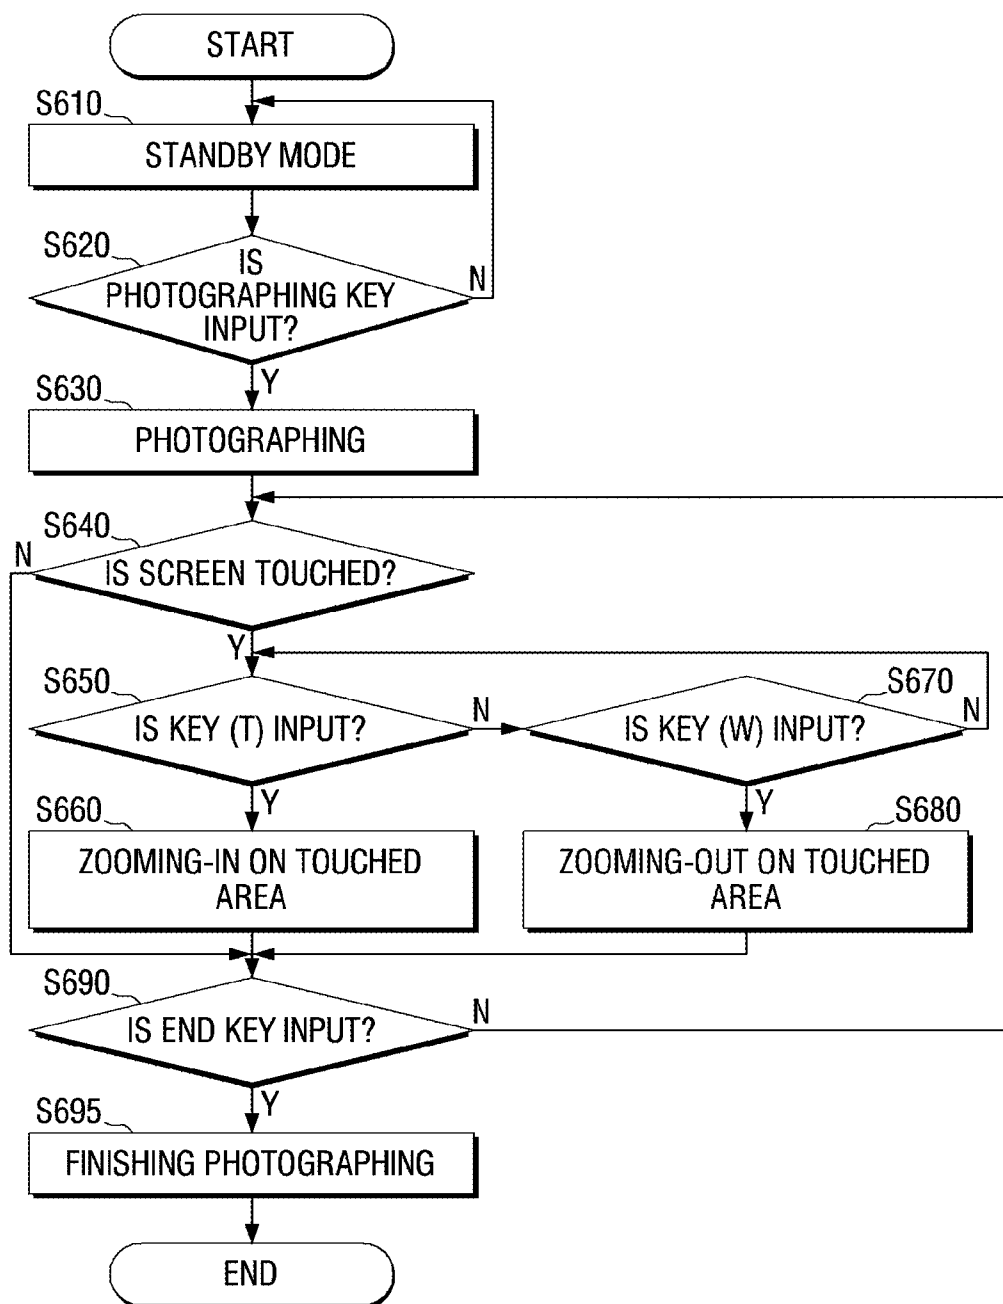 START
S610
STANDBY MODE
S620
IS
PHOTOGRAPHING KEY
INPUT?
N
Y
S630
PHOTOGRAPHING
S640
N
IS SCREEN TOUCHED?
Y
S650
IS KEY (T) INPUT?
N
S670
IS KEY (W) INPUT?
N
Y
S660
ZOOMING-IN ON TOUCHED
AREA
Y
S680
ZOOMING-OUT ON TOUCHED
AREA
S690
IS END KEY INPUT?
N
Y
S695
FINISHING PHOTOGRAPHING
END